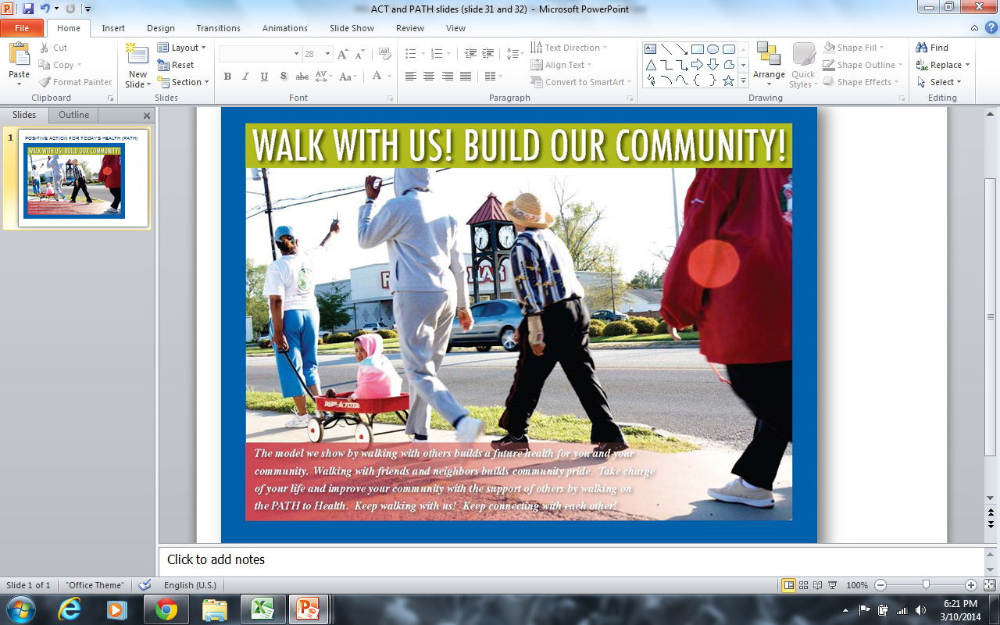 ACT and PATH slides (slide 31 and 32) - Microsoft PowerPoint
File Home Insert Design Transitions Animations Slide Show Review View
Paste
Cut
Copy
Format Painter
Clipboard
New Slide
Layout
Reset
Section
Slides
28
B I U S abc AV Aa A
Font
Text Direction
Align Text
Convert to SmartArt
Paragraph
Arrange
Quick Styles
Shape Fill
Shape Outline
Shape Effects
Drawing
Find
Replace
Select
Editing
Slides Outline
1
POSITIVE ACTION FOR TODAY'S HEALTH (PATH)
WALK WITH US! BUILD OUR COMMUNITY!
WALK WITH US! BUILD OUR COMMUNITY!
The model we show by walking with others builds a future health for you and your
community. Walking with friends and neighbors builds community pride. Take charge
of your life and improve your community with the support of others by walking on
the PATH to Health. Keep walking with us! Keep connecting with each other!
Click to add notes
Slide 1 of 1 "Office Theme" English (U.S.) 100%
6:21 PM
3/10/2014